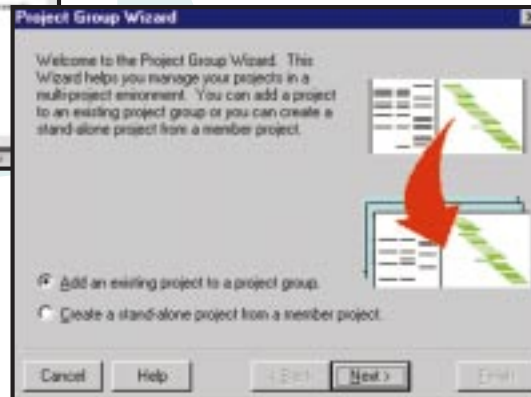 Project Group Wizard
Welcome to the Project Group Wizard. This
Wizard helps you manage your projects in a
multi-project enironment. You can add a project
to an existing project group or you can create a
stand-alone project from a member project.
Add an existing project to a project group.
Create a stand-alone project from a member project.
Cancel Help < Back Next > Finish